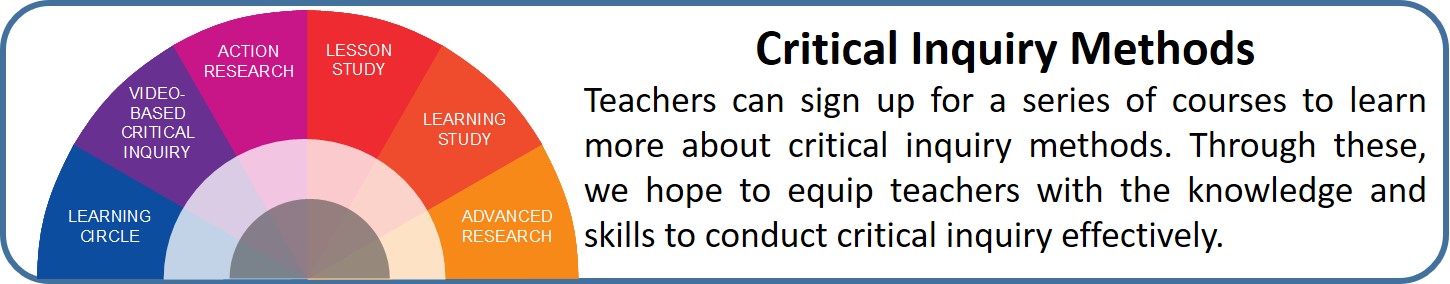 LEARNING
CIRCLE
VIDEO-
BASED
CRITICAL
INQUIRY
ACTION
RESEARCH
LESSON
STUDY
LEARNING
STUDY
ADVANCED
RESEARCH
Critical Inquiry Methods
Teachers can sign up for a series of courses to learn
more about critical inquiry methods. Through these,
we hope to equip teachers with the knowledge and
skills to conduct critical inquiry effectively.